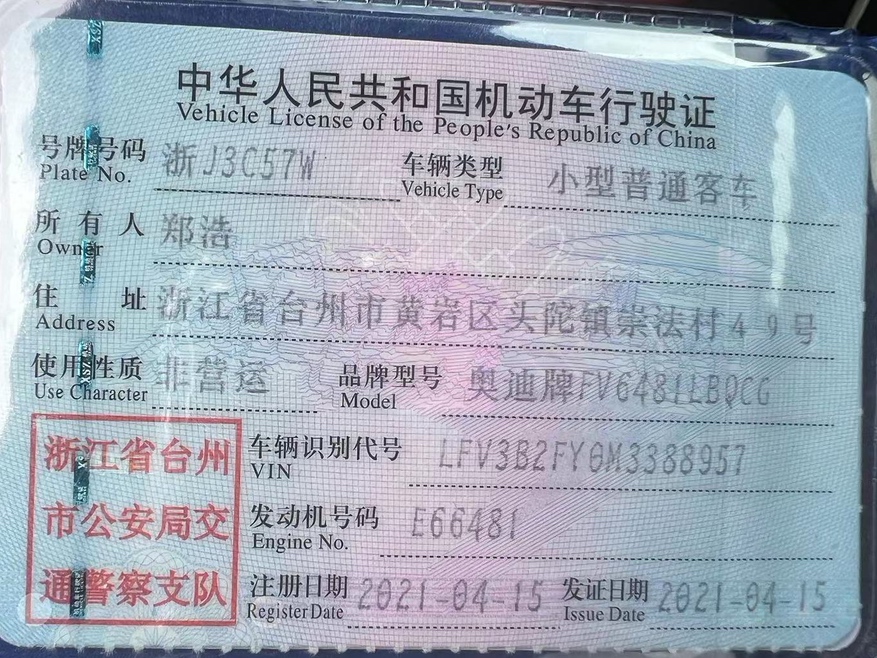 中华人民共和国机动车行驶证
Vehicle License of the People's Republic of China
号牌号码 浙J3C57W 车辆类型 小型普通客车
Plate No. Vehicle Type
所有人 郑浩
Owner
住址 浙江省台州市黄岩区头陀镇崇法村49号
Address
使用性质 非营运 品牌型号 奥迪牌FV6481LBQCG
Use Character Model
浙江省台州 车辆识别代号 LFV3B2FY0M3388957
VIN
市公安局交 发动机号码 E66481
Engine No.
通警察支队 注册日期 2021-04-15 发证日期 2021-04-15
Register Date Issue Date